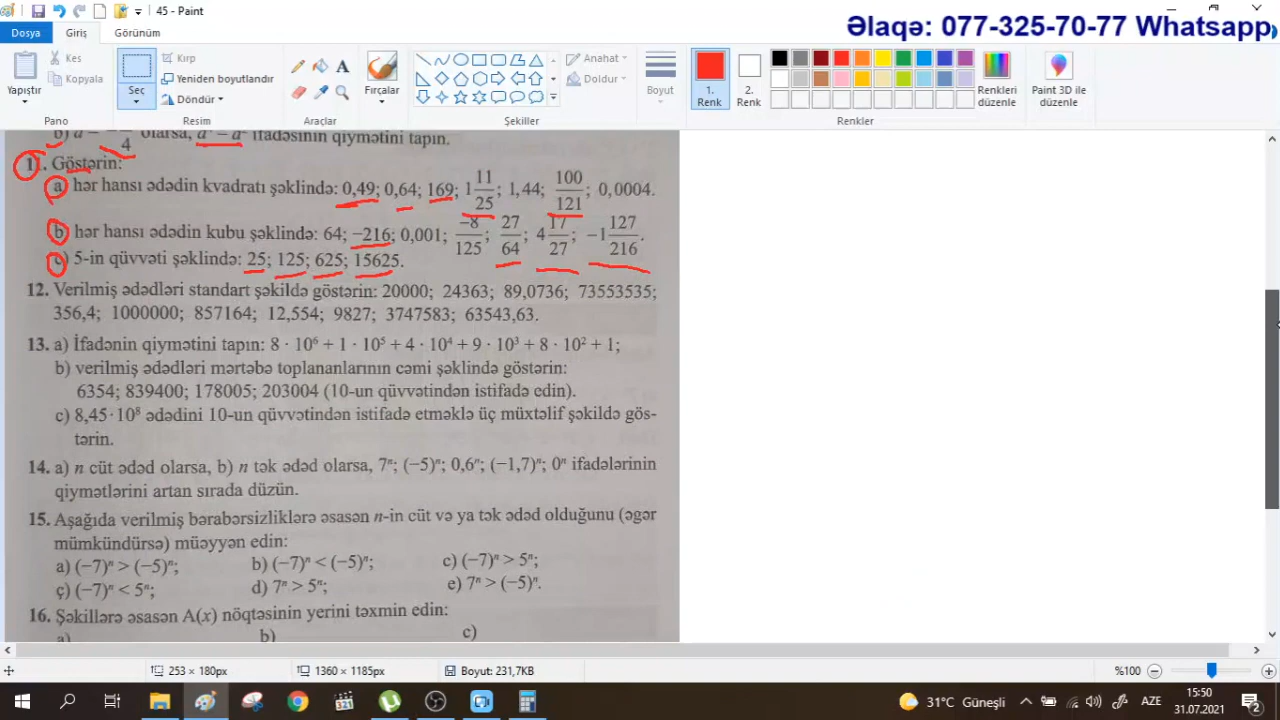 45 - Paint
Əlaqə: 077-325-70-77 Whatsapp
Dosya Giriş Görünüm
Yapıştır
Kes
Kopyala
Pano
Seç
Kırp
Yeniden boyutlandır
Döndür
Resim
A
Araçlar
Fırçalar
Anahat
Doldur
Şekiller
Boyut
1. Renk
2. Renk
Renkleri düzenle
Paint 3D ile düzenle
Renkler
olarsa, ifadəsinin qiymətini tapın.
11. Göstərin:
a) hər hansı ədədin kvadratı şəklində: 0,49; 0,64; 169; 1 11/25; 1,44; 100/121; 0,0004.
b) hər hansı ədədin kubu şəklində: 64; −216; 0,001; −8/125; 27/64; 4 17/27; −1 127/216.
c) 5-in qüvvəti şəklində: 25; 125; 625; 15625.
12. Verilmiş ədədləri standart şəkildə göstərin: 20000; 24363; 89,0736; 73553535;
356,4; 1000000; 857164; 12,554; 9827; 3747583; 63543,63.
13. a) İfadənin qiymətini tapın: 8 · 10⁶ + 1 · 10⁵ + 4 · 10⁴ + 9 · 10³ + 8 · 10² + 1;
b) verilmiş ədədləri mərtəbə toplananlarının cəmi şəklində göstərin:
6354; 839400; 178005; 203004 (10-un qüvvətindən istifadə edin).
c) 8,45·10⁸ ədədini 10-un qüvvətindən istifadə etməklə üç müxtəlif şəkildə gös-
tərin.
14. a) n cüt ədəd olarsa, b) n tək ədəd olarsa, 7ⁿ; (−5)ⁿ; 0,6ⁿ; (−1,7)ⁿ; 0ⁿ ifadələrinin
qiymətlərini artan sırada düzün.
15. Aşağıda verilmiş bərabərsizliklərə əsasən n-in cüt və ya tək ədəd olduğunu (əgər
mümkündürsə) müəyyən edin:
a) (−7)ⁿ > (−5)ⁿ; b) (−7)ⁿ < (−5)ⁿ; c) (−7)ⁿ > 5ⁿ;
ç) (−7)ⁿ < 5ⁿ; d) 7ⁿ > 5ⁿ; e) 7ⁿ > (−5)ⁿ.
16. Şəkillərə əsasən A(x) nöqtəsinin yerini təxmin edin:
a) b) c)
253 × 180px 1360 × 1185px Boyut: 231,7KB %100
31°C Güneşli AZE 15:50
31.07.2021 2